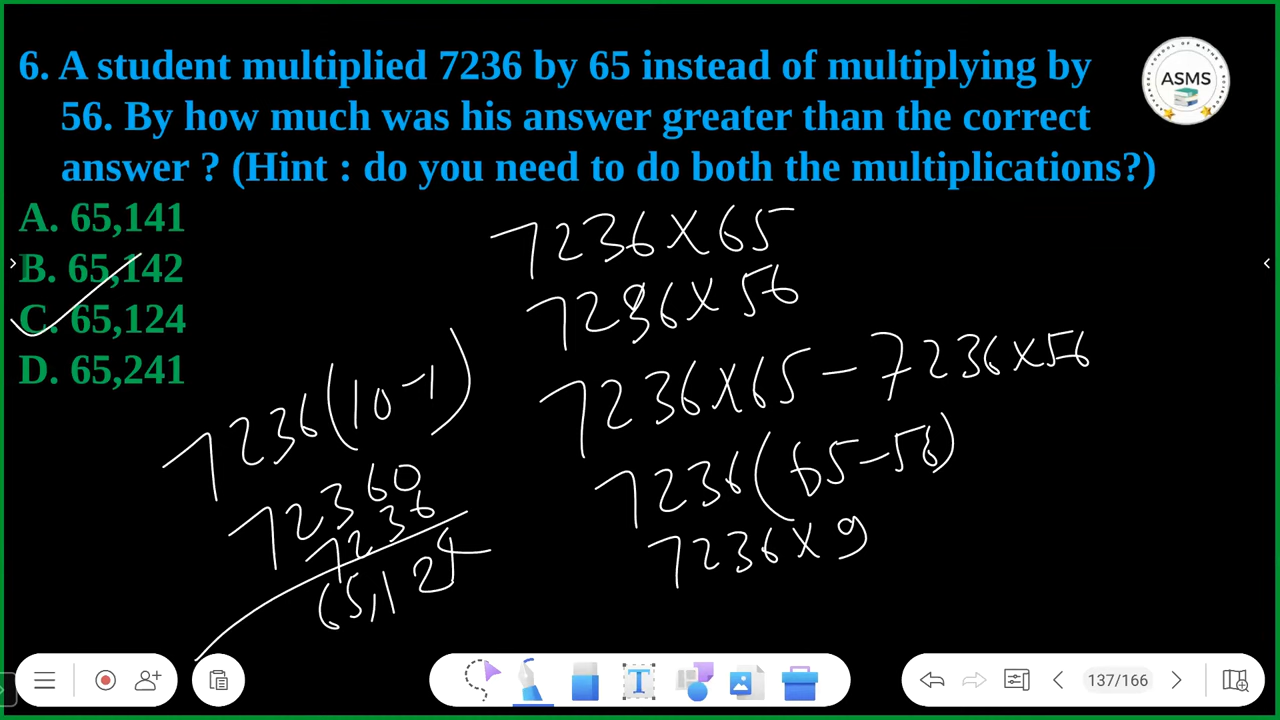 6. A student multiplied 7236 by 65 instead of multiplying by
56. By how much was his answer greater than the correct
answer ? (Hint : do you need to do both the multiplications?)
ASMS
A. 65,141
B. 65,142
C. 65,124
D. 65,241
7236×65
7236×56
7236×65-7236×56
7236(65-56)
7236×9
7236(10-1)
72360
7236
65,124
T
137/166